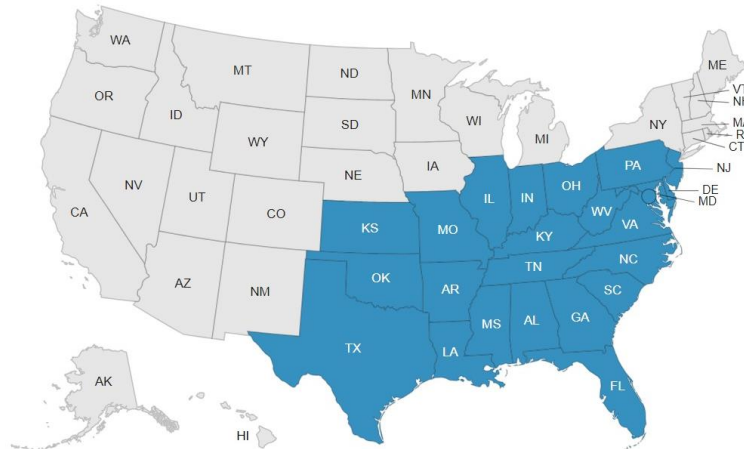 WA
MT
ND
MN
ME
VT
NH
OR
ID
SD
WI
MI
NY
MA
R
CT
WY
NE
IA
PA
NJ
NV
UT
CO
IL
IN
OH
DE
MD
CA
KS
MO
KY
WV
VA
AZ
NM
OK
AR
TN
NC
SC
TX
LA
MS
AL
GA
FL
AK
HI